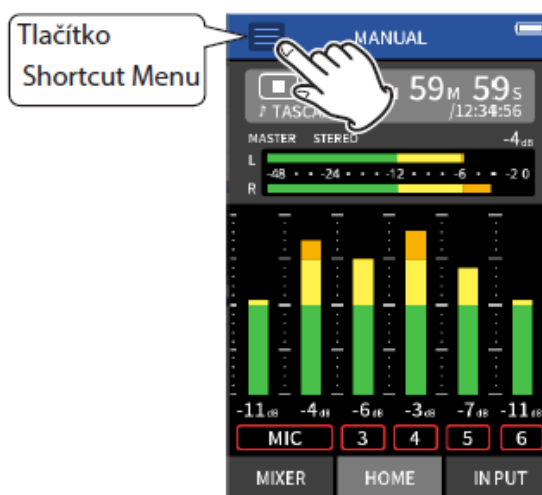 Tlačítko
Shortcut Menu
MANUAL
59M 59s
♪ TASCA /12:34:56
MASTER STEREO -4dB
L
-48 -24 -12 -6 -2 0
R
-11dB -4dB -6dB -3dB -7dB -11dB
MIC 3 4 5 6
MIXER HOME INPUT